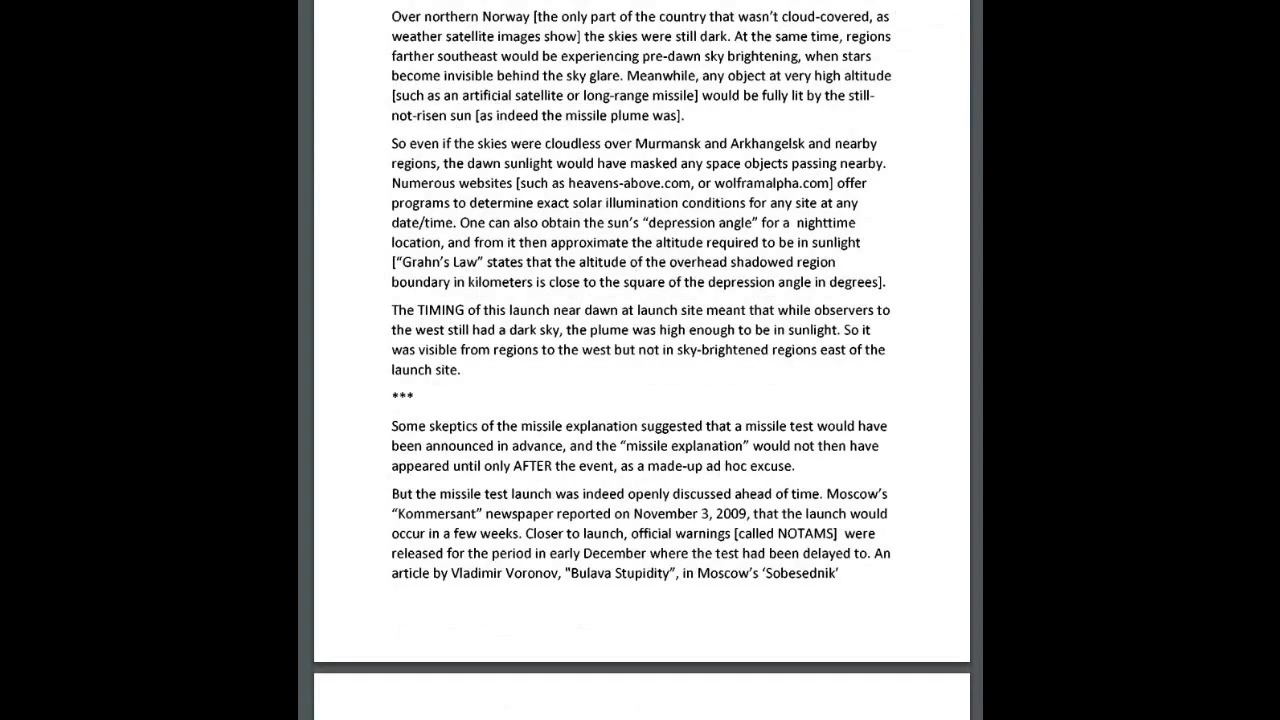 Over northern Norway [the only part of the country that wasn't cloud-covered, as
weather satellite images show] the skies were still dark. At the same time, regions
farther southeast would be experiencing pre-dawn sky brightening, when stars
become invisible behind the sky glare. Meanwhile, any object at very high altitude
[such as an artificial satellite or long-range missile] would be fully lit by the still-
not-risen sun [as indeed the missile plume was].
So even if the skies were cloudless over Murmansk and Arkhangelsk and nearby
regions, the dawn sunlight would have masked any space objects passing nearby.
Numerous websites [such as heavens-above.com, or wolframalpha.com] offer
programs to determine exact solar illumination conditions for any site at any
date/time. One can also obtain the sun's “depression angle” for a  nighttime
location, and from it then approximate the altitude required to be in sunlight
[“Grahn's Law” states that the altitude of the overhead shadowed region
boundary in kilometers is close to the square of the depression angle in degrees].
The TIMING of this launch near dawn at launch site meant that while observers to
the west still had a dark sky, the plume was high enough to be in sunlight. So it
was visible from regions to the west but not in sky-brightened regions east of the
launch site.
***
Some skeptics of the missile explanation suggested that a missile test would have
been announced in advance, and the “missile explanation” would not then have
appeared until only AFTER the event, as a made-up ad hoc excuse.
But the missile test launch was indeed openly discussed ahead of time. Moscow's
“Kommersant” newspaper reported on November 3, 2009, that the launch would
occur in a few weeks. Closer to launch, official warnings [called NOTAMS]  were
released for the period in early December where the test had been delayed to. An
article by Vladimir Voronov, "Bulava Stupidity”, in Moscow's ‘Sobesednik’